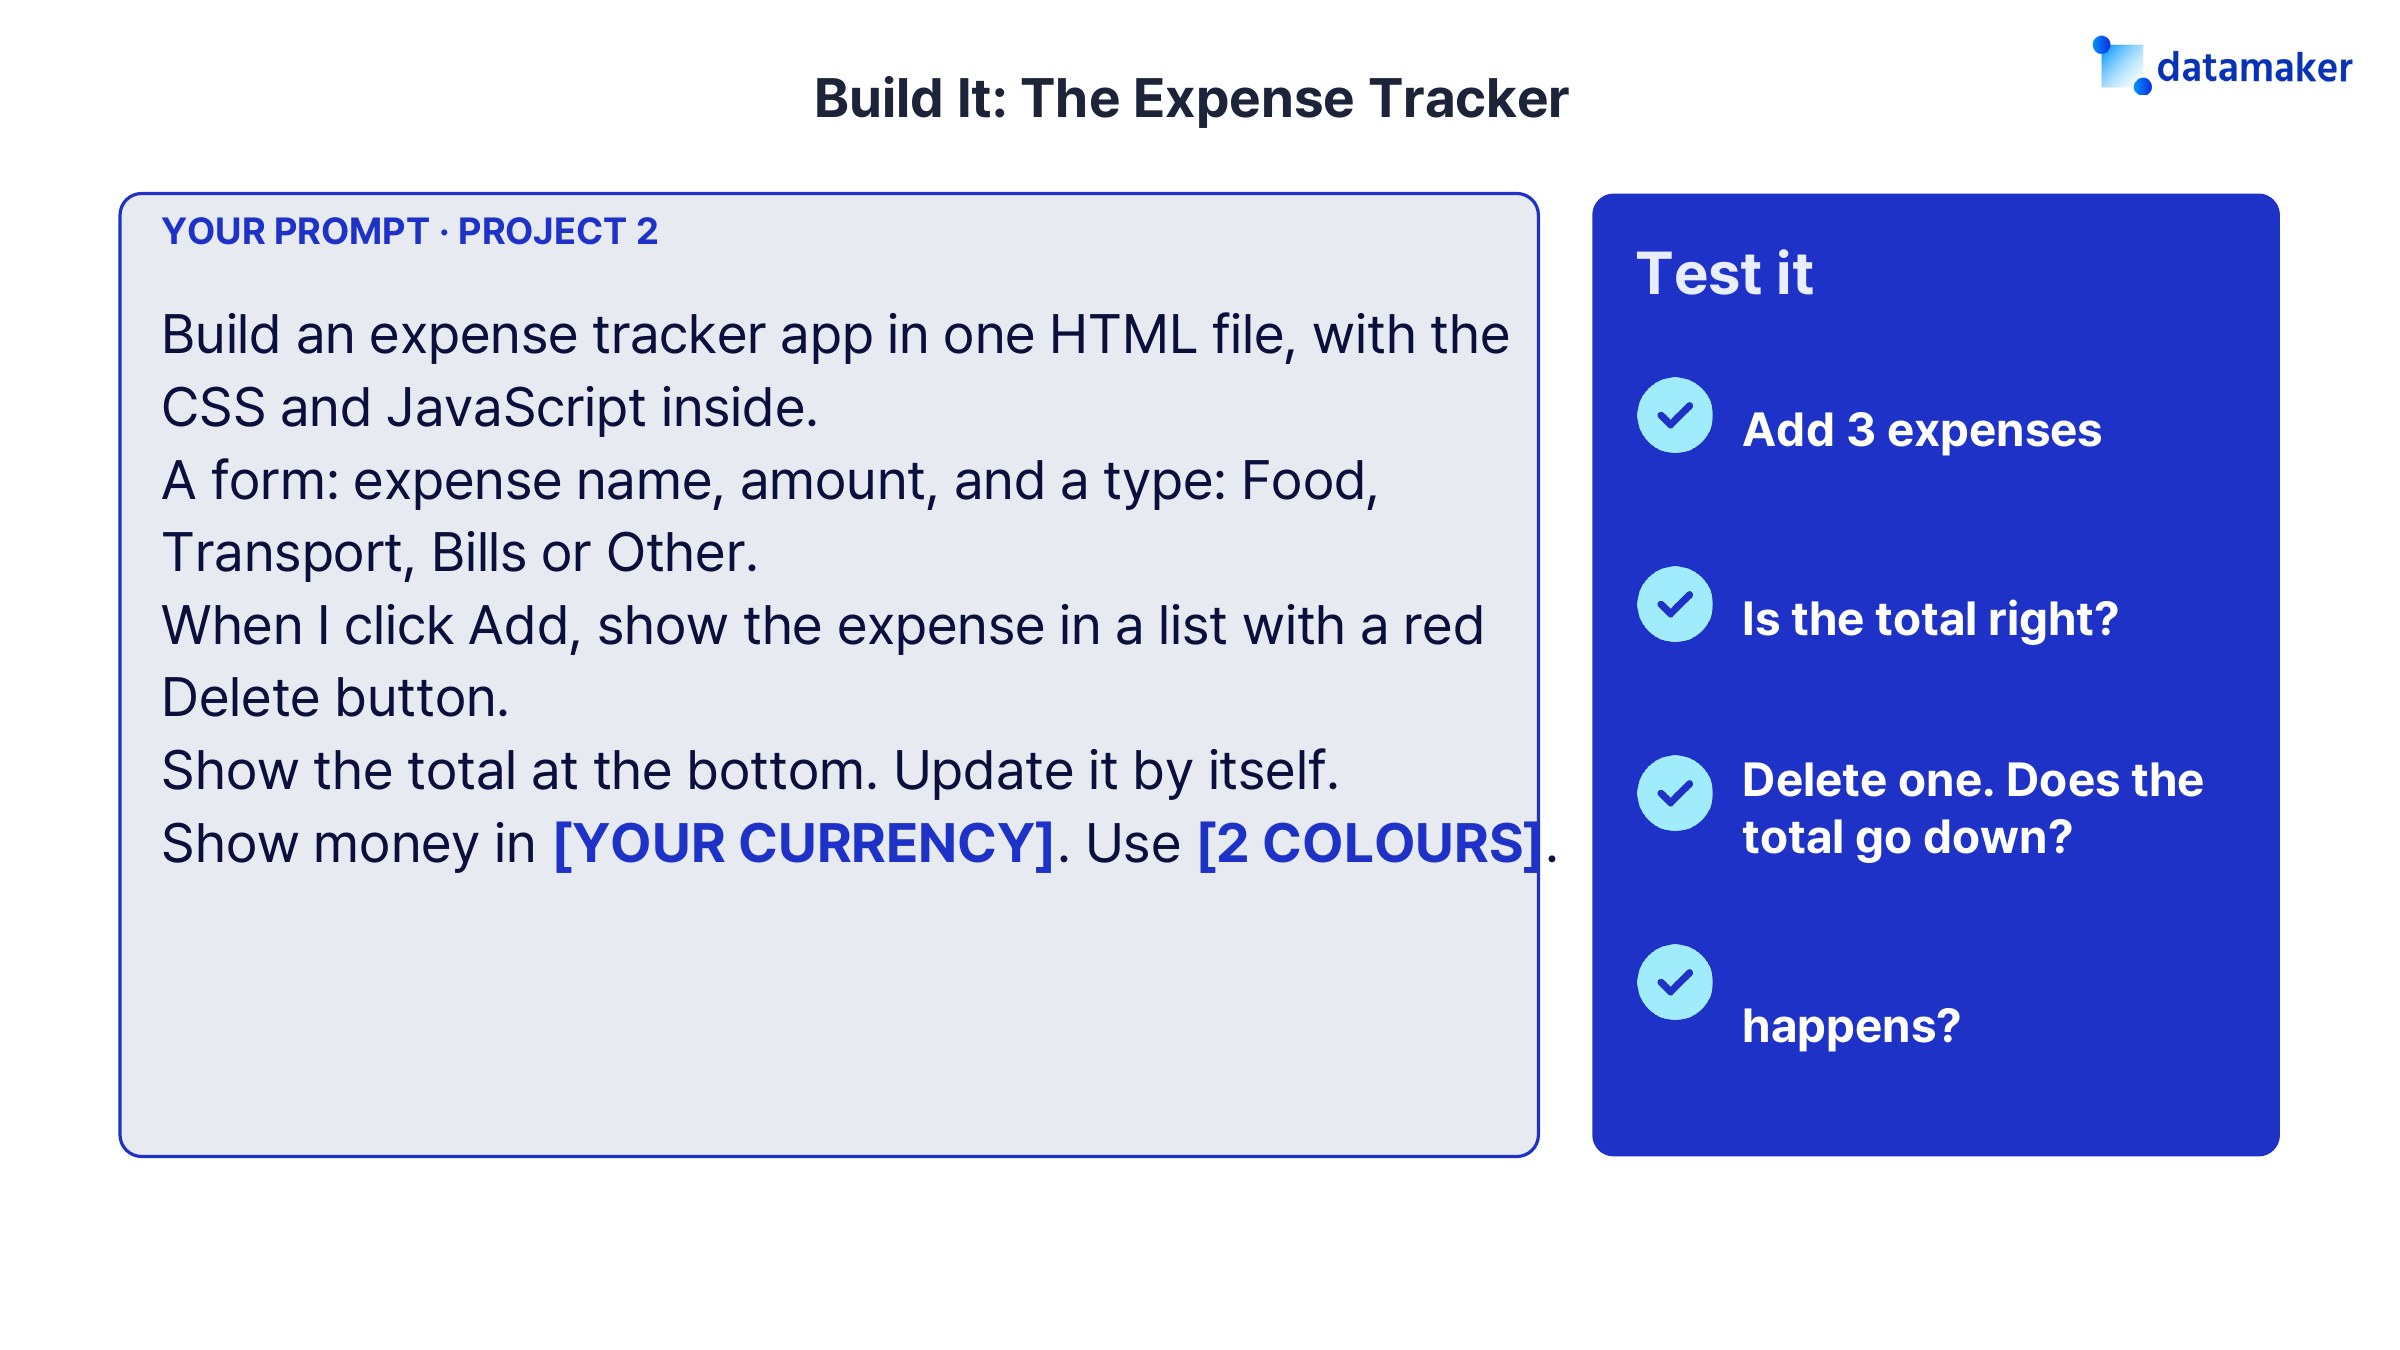 datamaker
Build It: The Expense Tracker
YOUR PROMPT · PROJECT 2
Build an expense tracker app in one HTML file, with the
CSS and JavaScript inside.
A form: expense name, amount, and a type: Food,
Transport, Bills or Other.
When I click Add, show the expense in a list with a red
Delete button.
Show the total at the bottom. Update it by itself.
Show money in [YOUR CURRENCY]. Use [2 COLOURS].
Test it
Add 3 expenses
Is the total right?
Delete one. Does the
total go down?
happens?